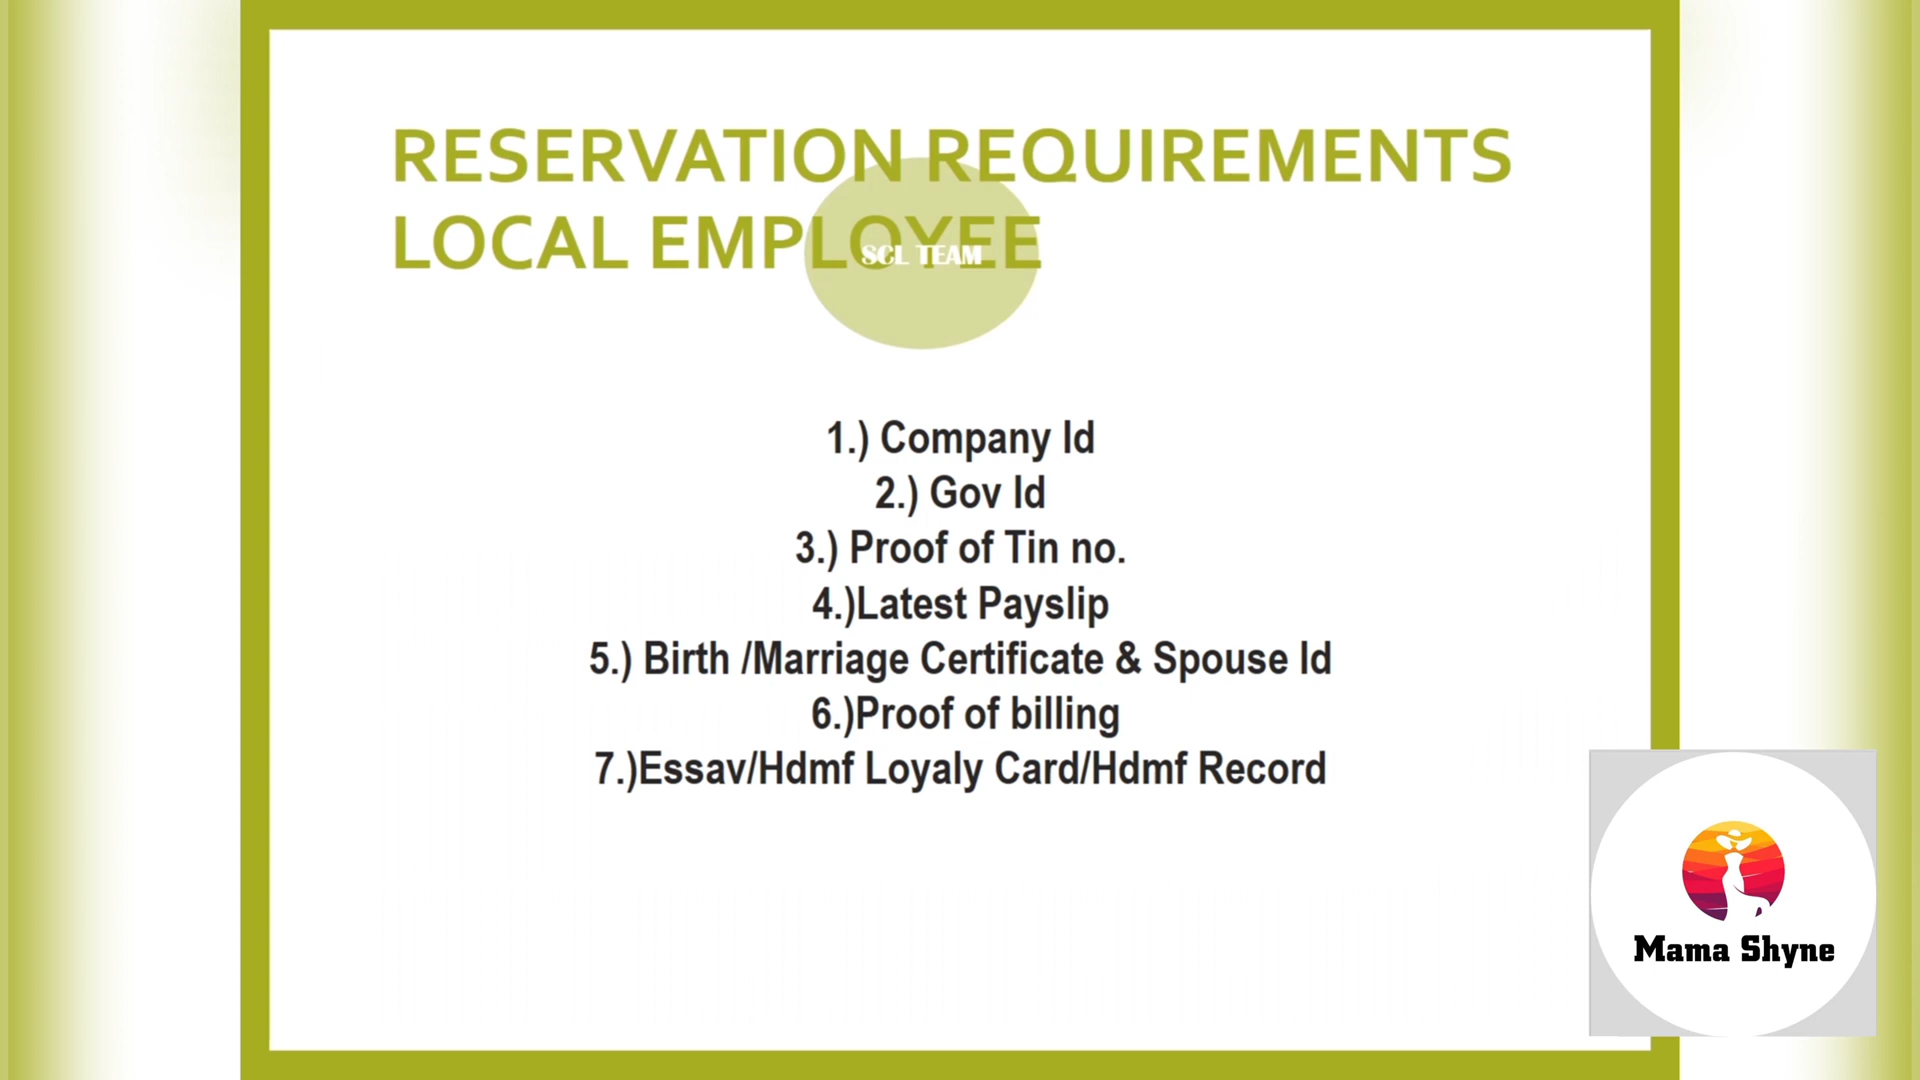 RESERVATION REQUIREMENTS
LOCAL EMPLOYEE
SCL TEAM
1.) Company Id
2.) Gov Id
3.) Proof of Tin no.
4.)Latest Payslip
5.) Birth /Marriage Certificate & Spouse Id
6.)Proof of billing
7.)Essav/Hdmf Loyaly Card/Hdmf Record
Mama Shyne